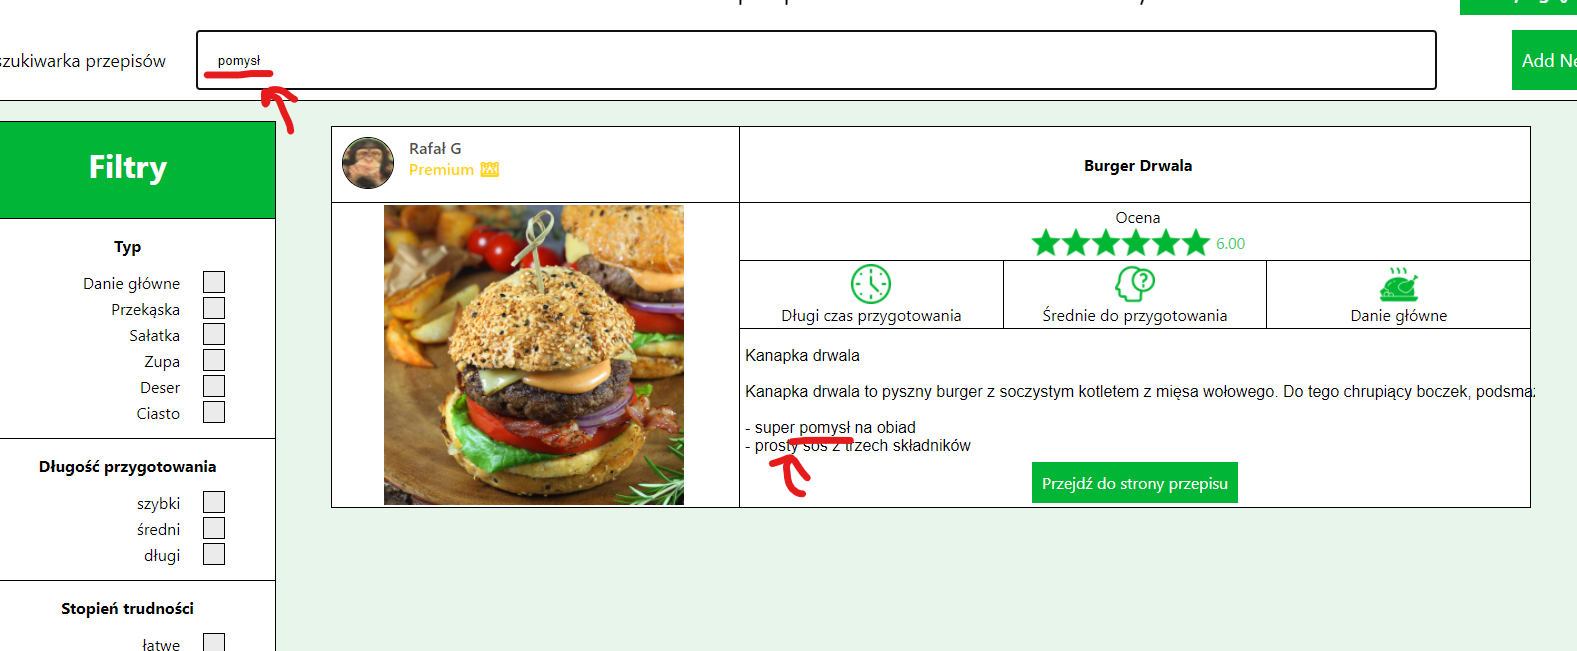 szukiwarka przepisów
pomysł
Add Ne
Filtry
Typ
Danie główne
Przekąska
Sałatka
Zupa
Deser
Ciasto
Długość przygotowania
szybki
średni
długi
Stopień trudności
łatwe
Rafał G
Premium
Burger Drwala
Ocena
6.00
Długi czas przygotowania
Średnie do przygotowania
Danie główne
Kanapka drwala
Kanapka drwala to pyszny burger z soczystym kotletem z mięsa wołowego. Do tego chrupiący boczek, podsmaż
- super pomysł na obiad
- prosty sos z trzech składników
Przejdź do strony przepisu